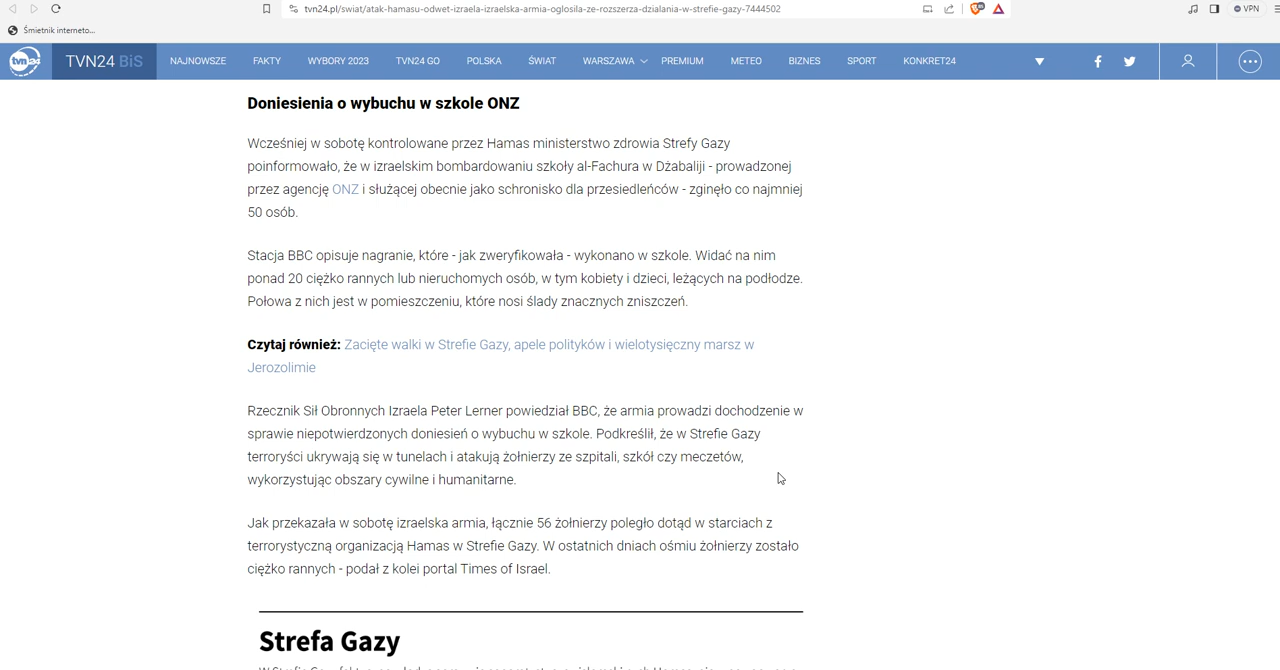 tvn24.pl/swiat/atak-hamasu-odwet-izraela-izraelska-armia-oglosila-ze-rozszerza-dzialania-w-strefie-gazy-7444502
VPN
Śmietnik interneto...
tvn24 TVN24 BiS NAJNOWSZE FAKTY WYBORY 2023 TVN24 GO POLSKA ŚWIAT WARSZAWA PREMIUM METEO BIZNES SPORT KONKRET24
Doniesienia o wybuchu w szkole ONZ
Wcześniej w sobotę kontrolowane przez Hamas ministerstwo zdrowia Strefy Gazy
poinformowało, że w izraelskim bombardowaniu szkoły al-Fachura w Dżabaliji - prowadzonej
przez agencję ONZ i służącej obecnie jako schronisko dla przesiedleńców - zginęło co najmniej
50 osób.
Stacja BBC opisuje nagranie, które - jak zweryfikowała - wykonano w szkole. Widać na nim
ponad 20 ciężko rannych lub nieruchomych osób, w tym kobiety i dzieci, leżących na podłodze.
Połowa z nich jest w pomieszczeniu, które nosi ślady znacznych zniszczeń.
Czytaj również: Zacięte walki w Strefie Gazy, apele polityków i wielotysięczny marsz w
Jerozolimie
Rzecznik Sił Obronnych Izraela Peter Lerner powiedział BBC, że armia prowadzi dochodzenie w
sprawie niepotwierdzonych doniesień o wybuchu w szkole. Podkreślił, że w Strefie Gazy
terroryści ukrywają się w tunelach i atakują żołnierzy ze szpitali, szkół czy meczetów,
wykorzystując obszary cywilne i humanitarne.
Jak przekazała w sobotę izraelska armia, łącznie 56 żołnierzy poległo dotąd w starciach z
terrorystyczną organizacją Hamas w Strefie Gazy. W ostatnich dniach ośmiu żołnierzy zostało
ciężko rannych - podał z kolei portal Times of Israel.
Strefa Gazy